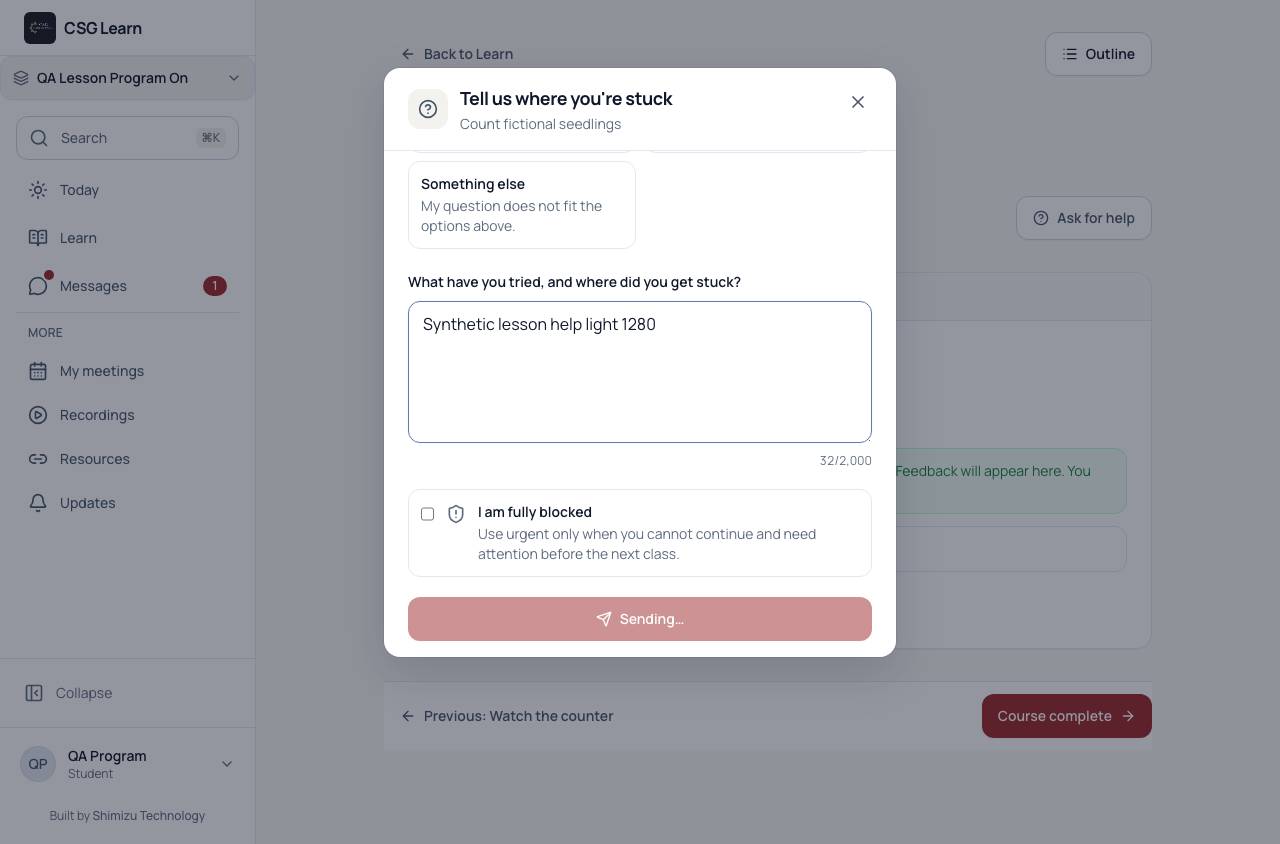 CSG Learn
QA Lesson Program On
Search
⌘K
Today
Learn
Messages
1
MORE
My meetings
Recordings
Resources
Updates
Collapse
QP
QA Program
Student
Built by Shimizu Technology
Back to Learn
Outline
Ask for help
Feedback will appear here. You
Previous: Watch the counter
Course complete
Tell us where you're stuck
Count fictional seedlings
Something else
My question does not fit the
options above.
What have you tried, and where did you get stuck?
Synthetic lesson help light 1280
32/2,000
I am fully blocked
Use urgent only when you cannot continue and need
attention before the next class.
Sending…